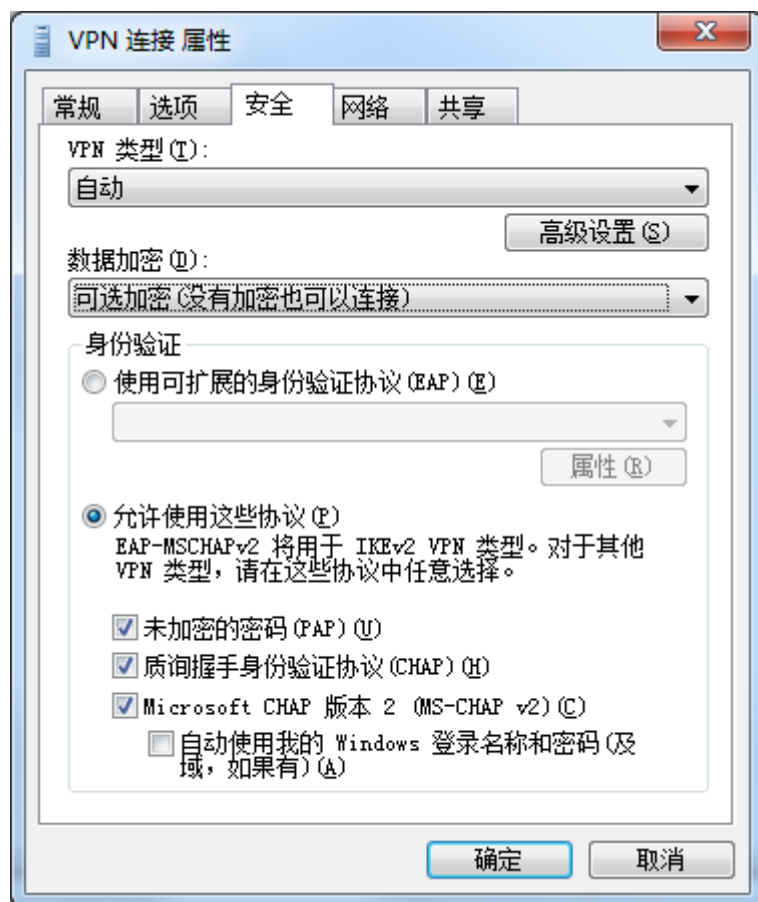 VPN 连接 属性
常规 选项 安全 网络 共享
VPN 类型(T):
自动
高级设置(S)
数据加密(D):
可选加密(没有加密也可以连接)
身份验证
使用可扩展的身份验证协议(EAP)(E)
属性(R)
允许使用这些协议(P)
EAP-MSCHAPv2 将用于 IKEv2 VPN 类型。对于其他
VPN 类型，请在这些协议中任意选择。
未加密的密码(PAP)(U)
质询握手身份验证协议(CHAP)(H)
Microsoft CHAP 版本 2 (MS-CHAP v2)(C)
自动使用我的 Windows 登录名称和密码(及
域，如果有)(A)
确定 取消